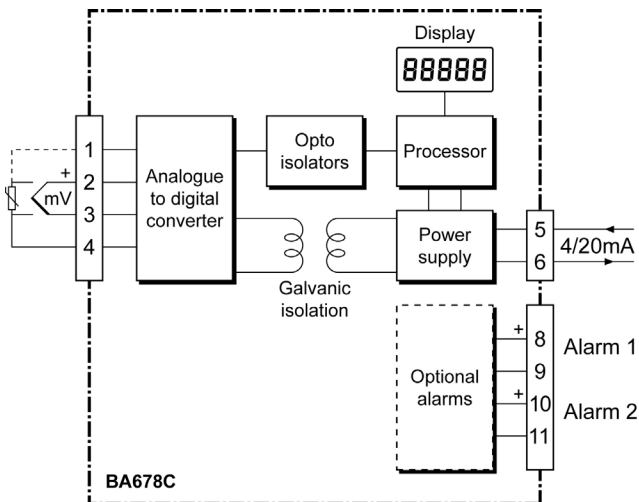 Display
88888
1
2
3
4
+
mV
Analogue
to digital
converter
Opto
isolators
Processor
Galvanic
isolation
Power
supply
5
6
4/20mA
Optional
alarms
+
8
9
+
10
11
Alarm 1
Alarm 2
BA678C